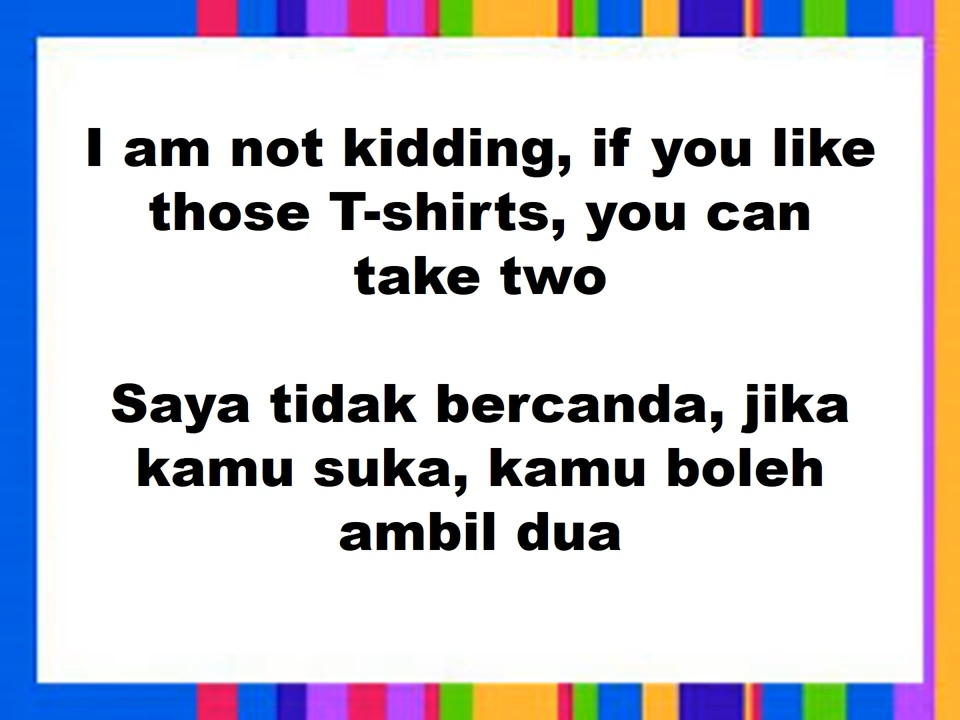 I am not kidding, if you like
those T-shirts, you can
take two
Saya tidak bercanda, jika
kamu suka, kamu boleh
ambil dua